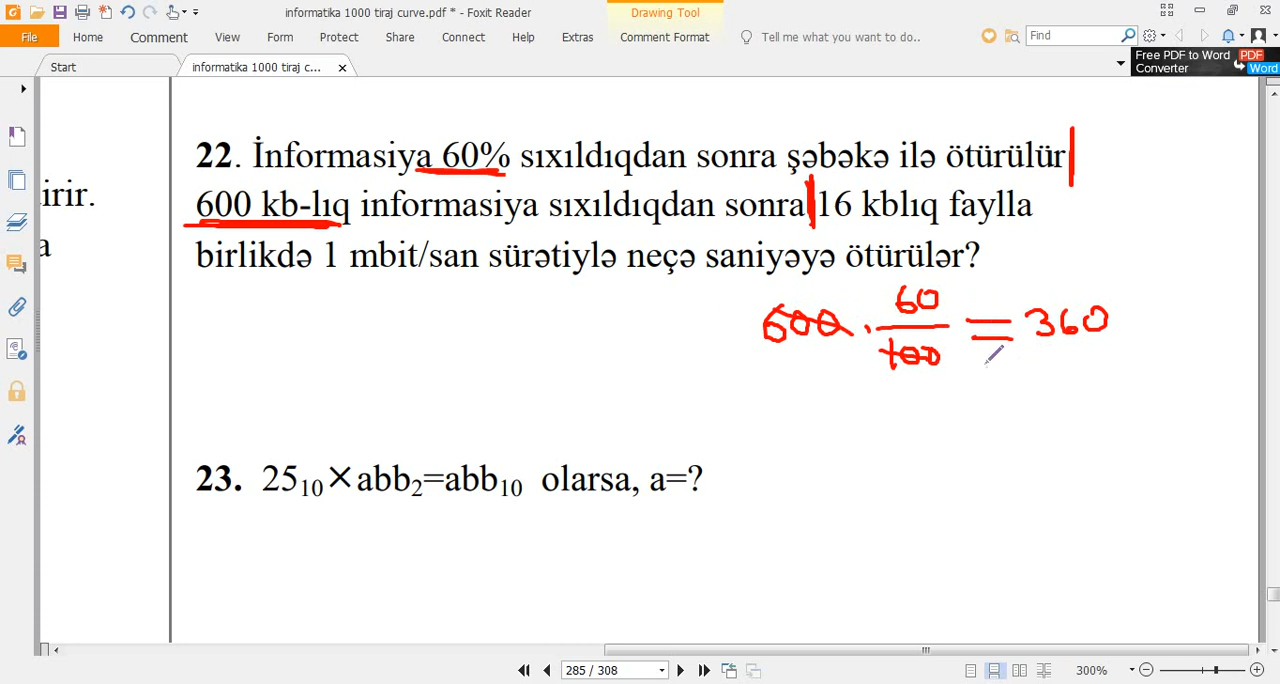 informatika 1000 tiraj curve.pdf * - Foxit Reader
Drawing Tool
File Home Comment View Form Protect Share Connect Help Extras Comment Format Tell me what you want to do.. Find
Start informatika 1000 tiraj c...
Free PDF to Word Converter PDF Word
irir.
a
22. İnformasiya 60% sıxıldıqdan sonra şəbəkə ilə ötürülür
600 kb-lıq informasiya sıxıldıqdan sonra 16 kblıq faylla
birlikdə 1 mbit/san sürətiylə neçə saniyəyə ötürülər?
600 · 60/100 = 360
23. 25₁₀×abb₂=abb₁₀ olarsa, a=?
285 / 308
300%